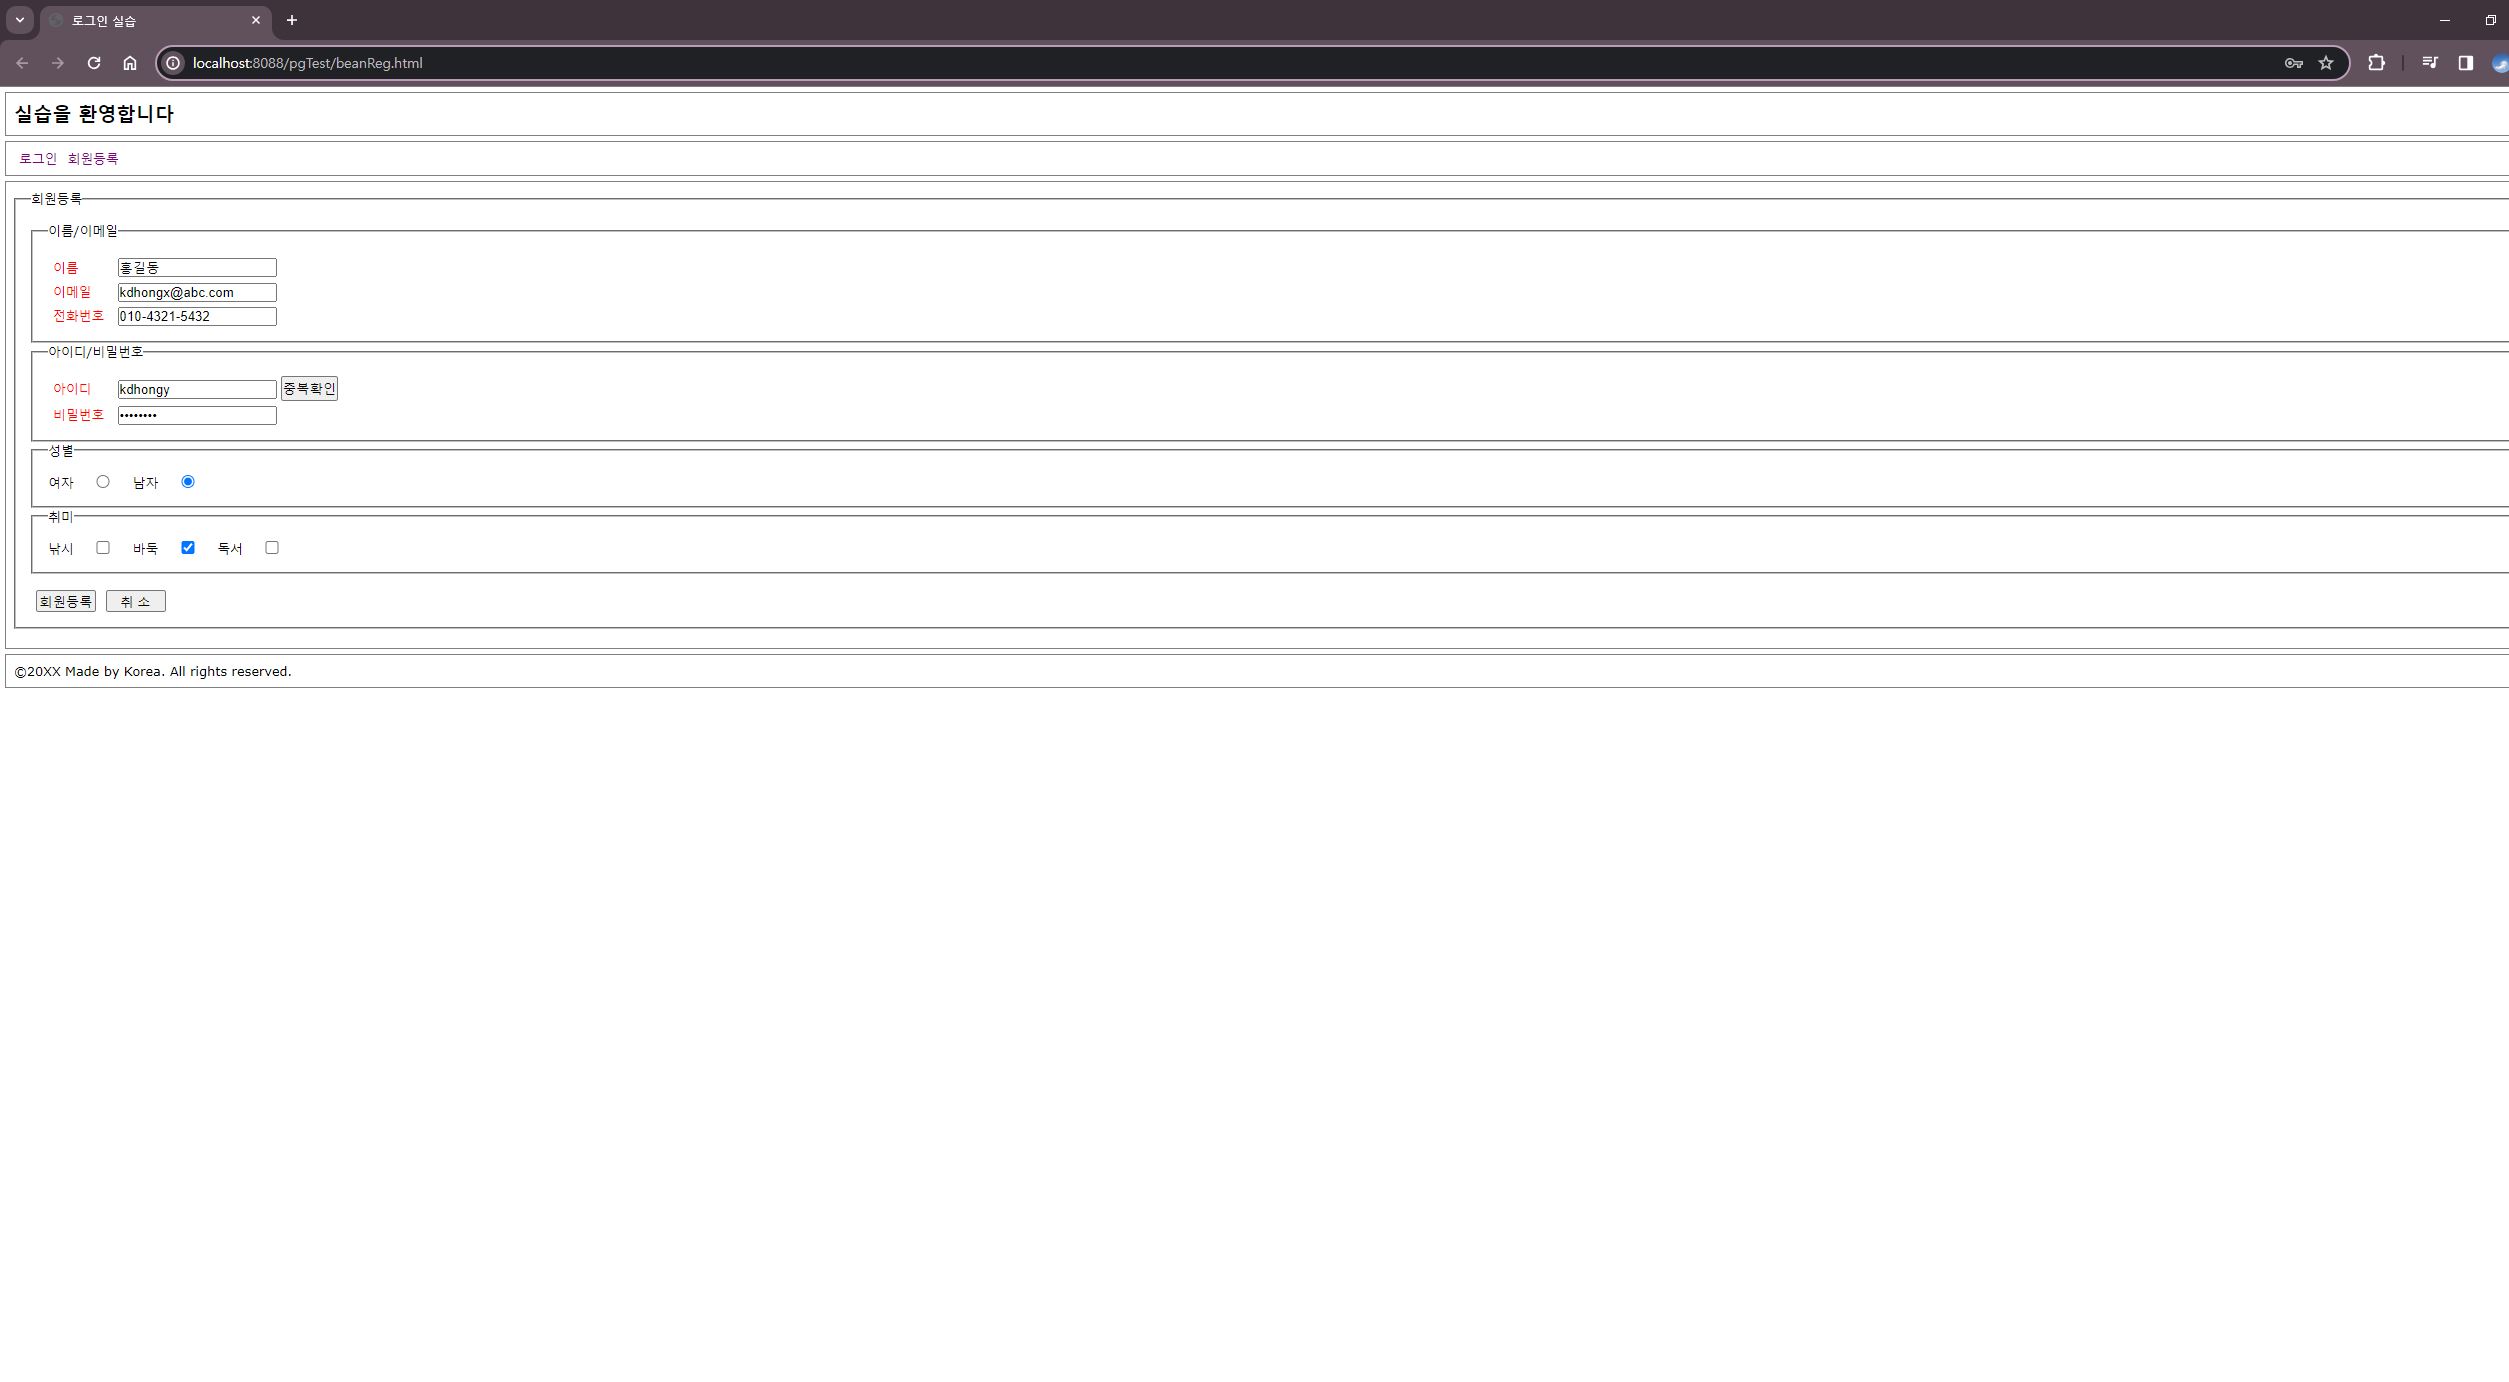 로그인 실습
localhost:8088/pgTest/beanReg.html
실습을 환영합니다
로그인 회원등록
회원등록
이름/이메일
이름 홍길동
이메일 kdhongx@abc.com
전화번호 010-4321-5432
아이디/비밀번호
아이디 kdhongy 중복확인
비밀번호 ••••••••
성별
여자 남자
취미
낚시 바둑 독서
회원등록 취 소
©20XX Made by Korea. All rights reserved.